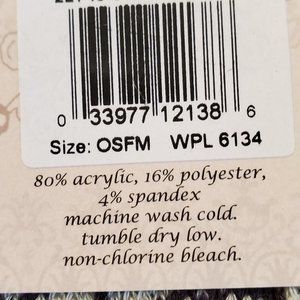 0 33977 12138 6
Size: OSFM WPL 6134
80% acrylic, 16% polyester,
4% spandex
machine wash cold.
tumble dry low.
non-chlorine bleach.